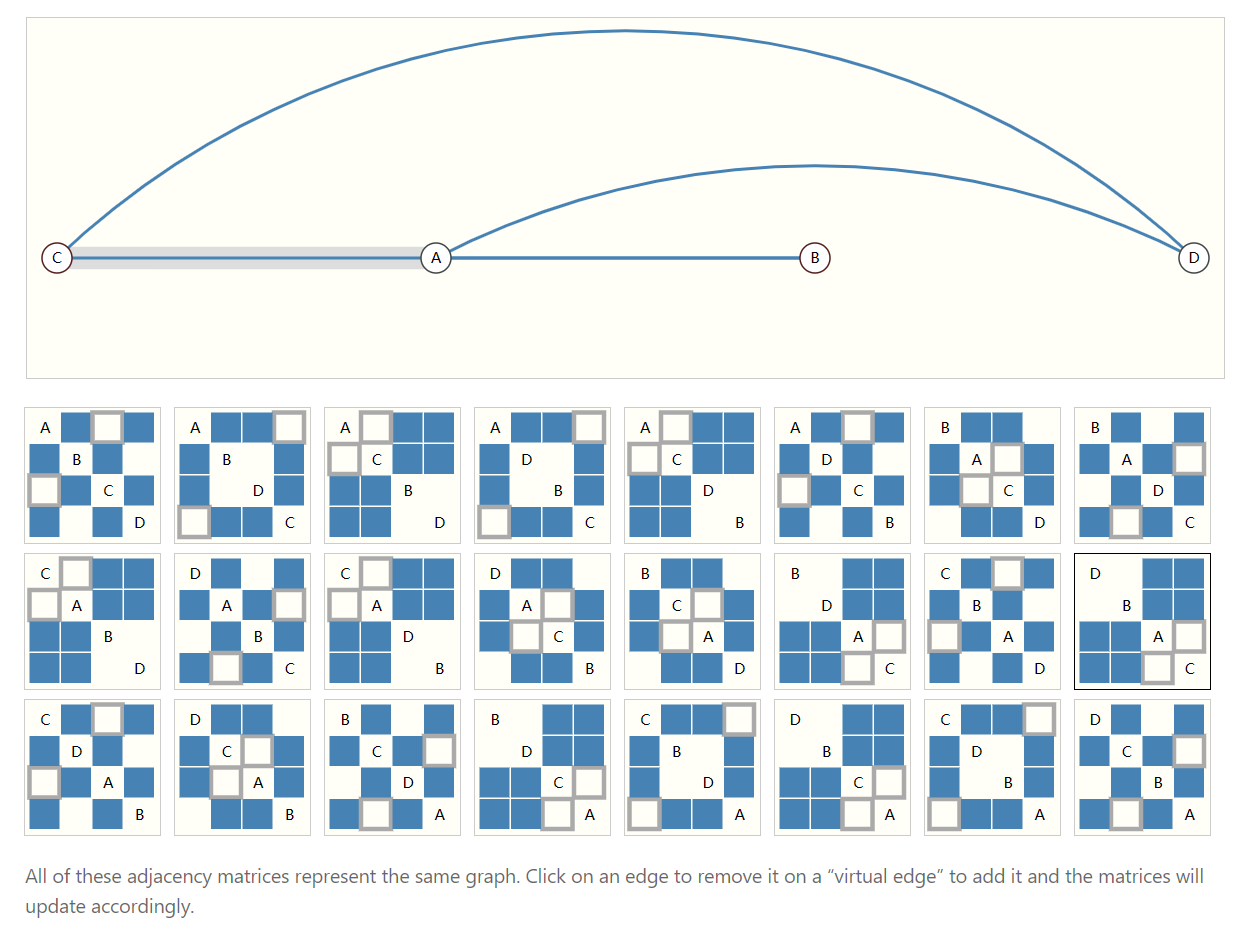 C A B D
A A A A A A B B
B B C D C D A A
C D B B D C C D
D C D C B B D C
C D C D B B C D
A A A A C D B B
B B D C A A A A
D C B B D C D C
C D B B C D C D
D C C D B B D C
A A D C D C B B
B B A A A A A A
All of these adjacency matrices represent the same graph. Click on an edge to remove it on a “virtual edge” to add it and the matrices will
update accordingly.